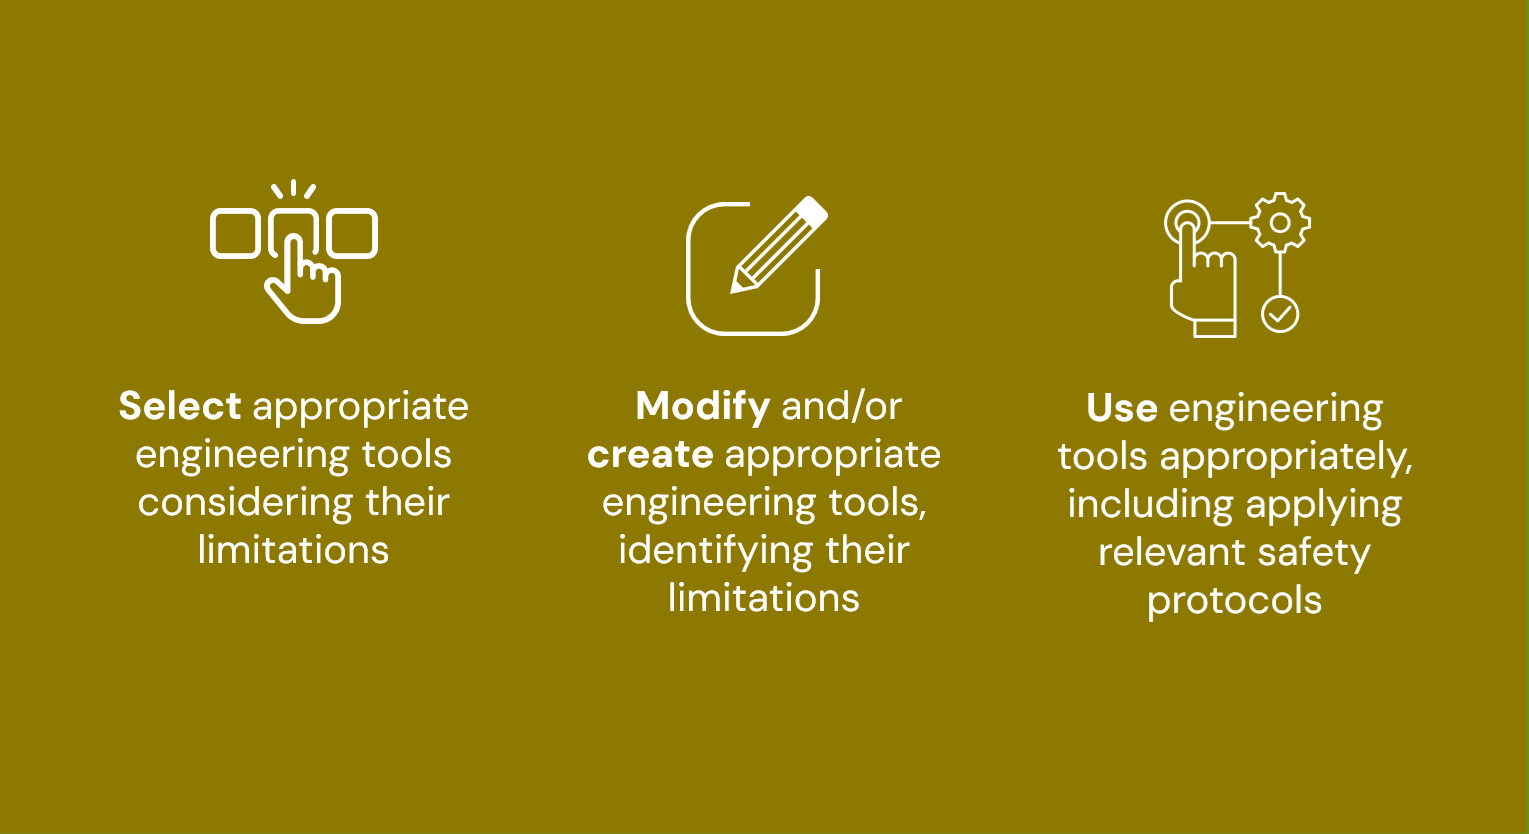 Select appropriate
engineering tools
considering their
limitations
Modify and/or
create appropriate
engineering tools,
identifying their
limitations
Use engineering
tools appropriately,
including applying
relevant safety
protocols